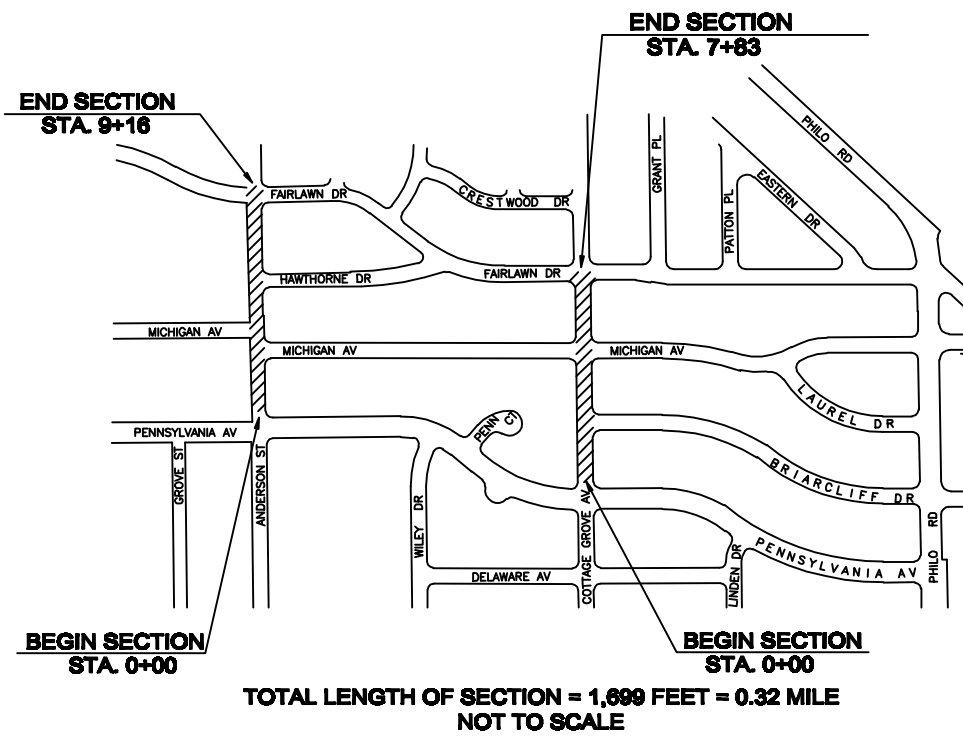 END SECTION
STA. 7+83
END SECTION
STA. 9+16
PHILO RD
GRANT PL
EASTERN DR
PATTON PL
CRESTWOOD DR
FAIRLAWN DR
HAWTHORNE DR
FAIRLAWN DR
MICHIGAN AV
MICHIGAN AV
MICHIGAN AV
LAUREL DR
PENN CT
PENNSYLVANIA AV
GROVE ST
ANDERSON ST
WILEY DR
COTTAGE GROVE AV
BRIARCLIFF DR
PENNSYLVANIA AV
PHILO RD
LINDEN DR
DELAWARE AV
BEGIN SECTION
STA. 0+00
BEGIN SECTION
STA. 0+00
TOTAL LENGTH OF SECTION = 1,699 FEET = 0.32 MILE
NOT TO SCALE